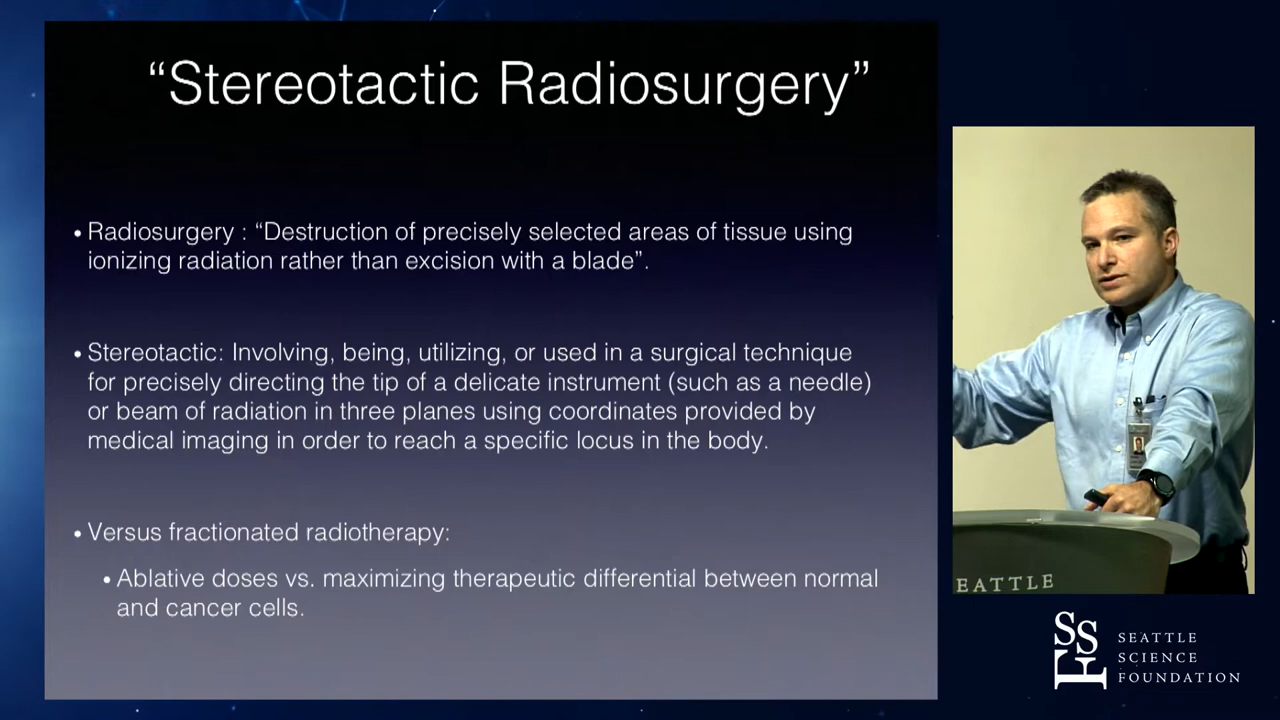 “Stereotactic Radiosurgery”
• Radiosurgery : “Destruction of precisely selected areas of tissue using
ionizing radiation rather than excision with a blade”.
• Stereotactic: Involving, being, utilizing, or used in a surgical technique
for precisely directing the tip of a delicate instrument (such as a needle)
or beam of radiation in three planes using coordinates provided by
medical imaging in order to reach a specific locus in the body.
• Versus fractionated radiotherapy:
• Ablative doses vs. maximizing therapeutic differential between normal
and cancer cells.
EATTLE
SSF
SEATTLE
SCIENCE
FOUNDATION